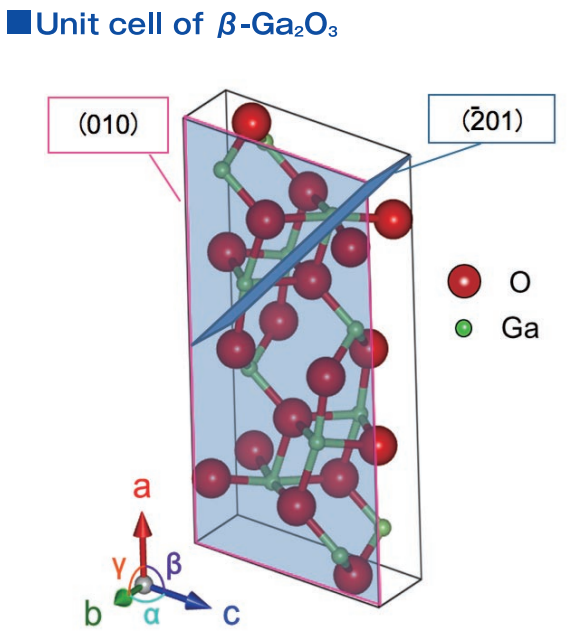 Unit cell of β-Ga₂O₃
(010)
(2̄01)
O
Ga
a
γ
β
b
α
c